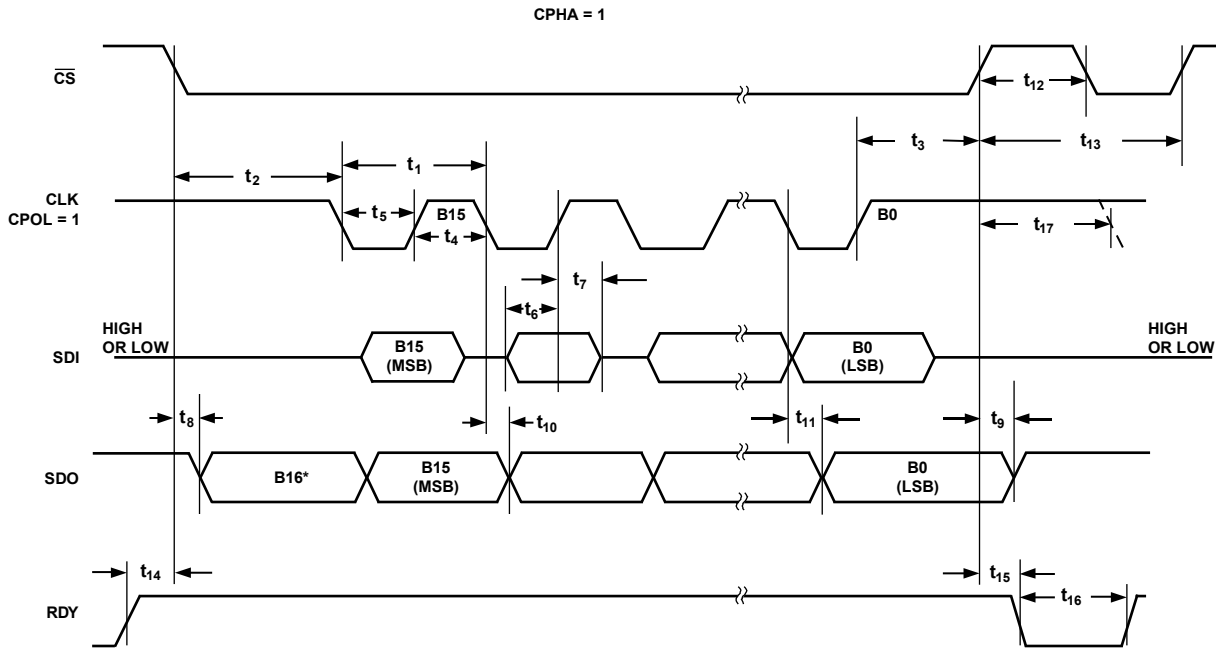 CPHA = 1
CS
t12
t3
t13
t1
t2
CLK
CPOL = 1
t5
B15
t4
B0
t17
t7
t6
HIGH
OR LOW
SDI
B15
(MSB)
B0
(LSB)
HIGH
OR LOW
t8
t10
t11
t9
SDO
B16*
B15
(MSB)
B0
(LSB)
t14
t15
t16
RDY